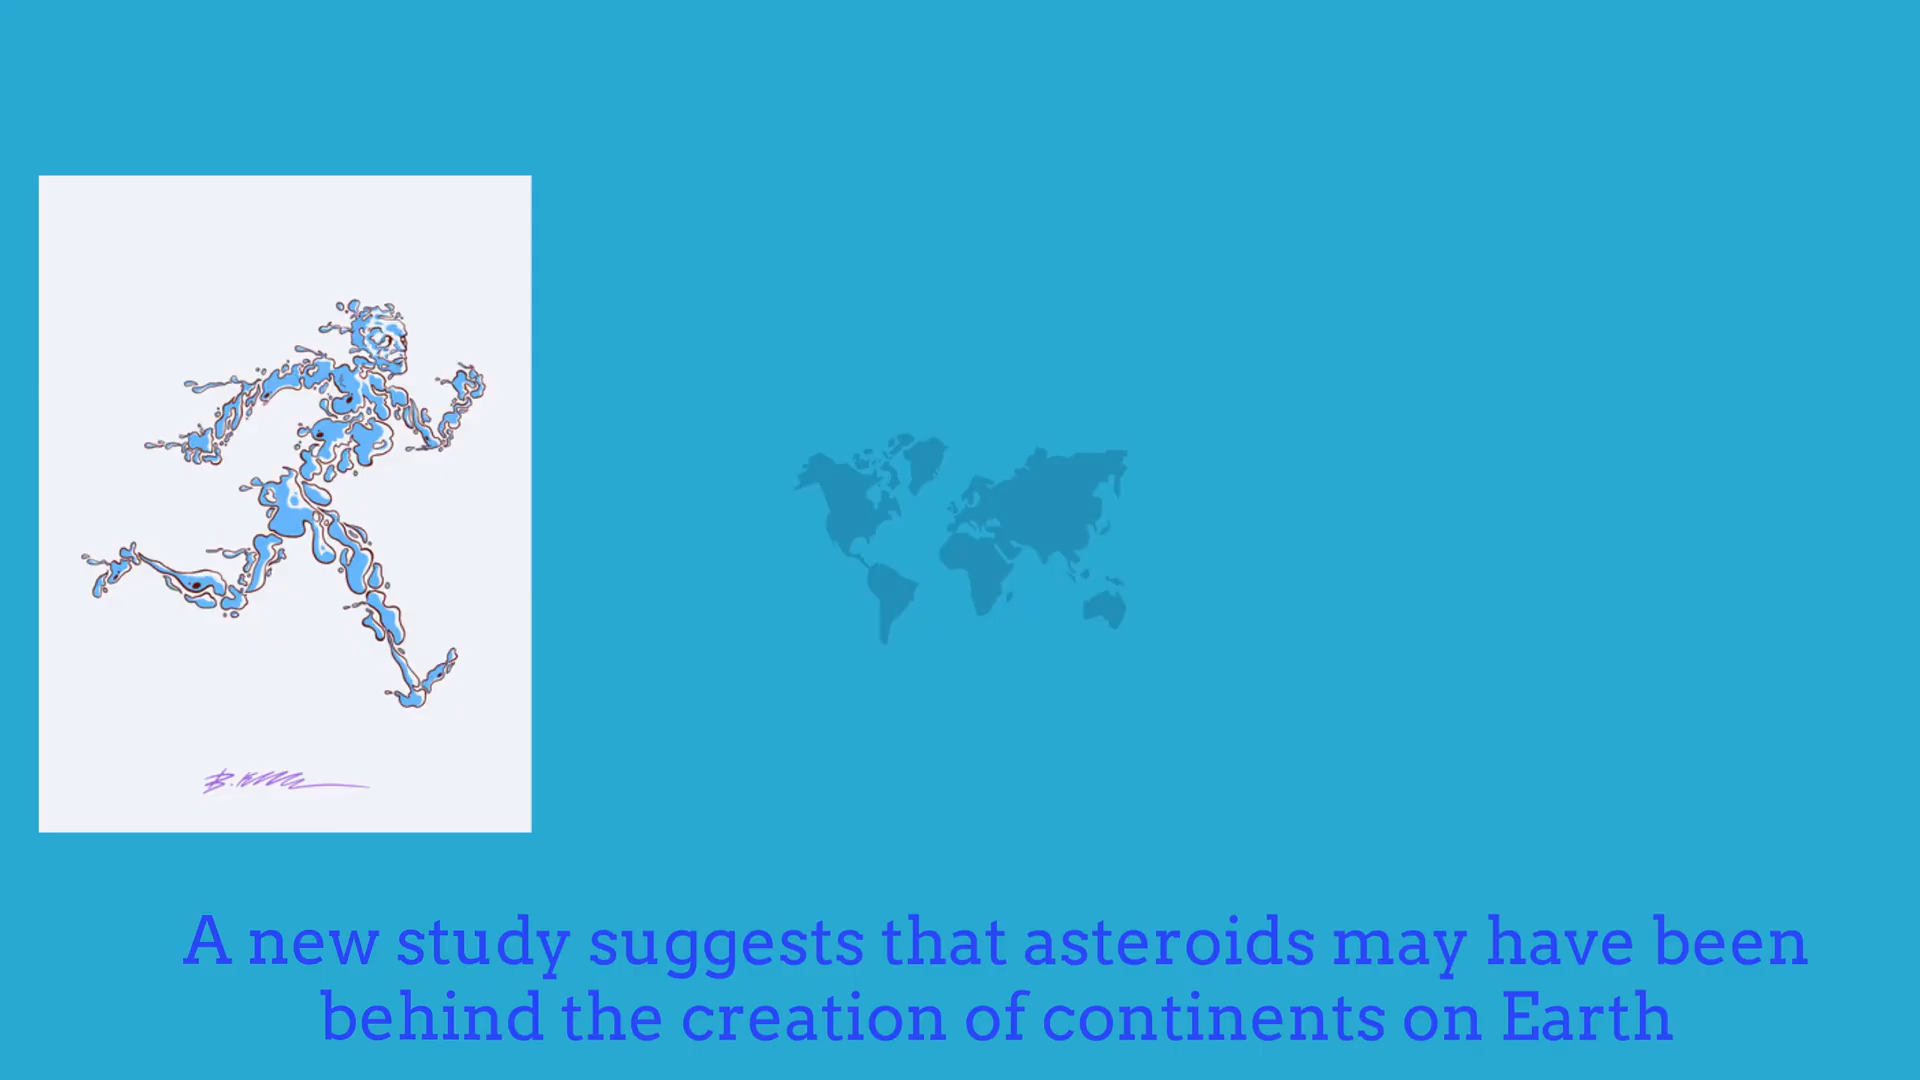 A new study suggests that asteroids may have been
behind the creation of continents on Earth